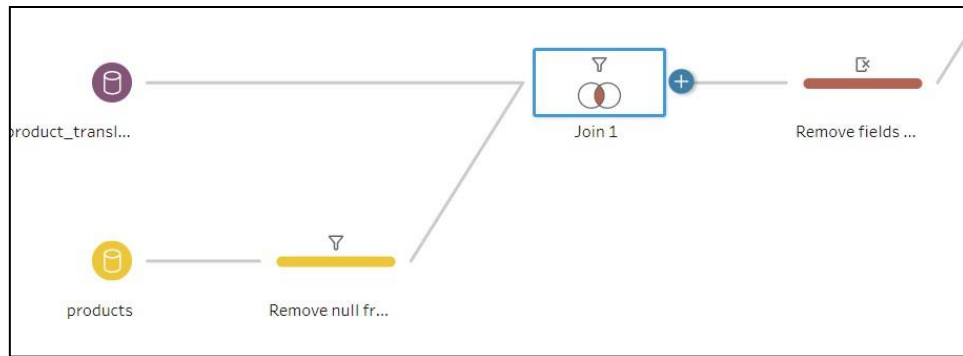 product_transl...
Join 1
Remove fields ...
products
Remove null fr...